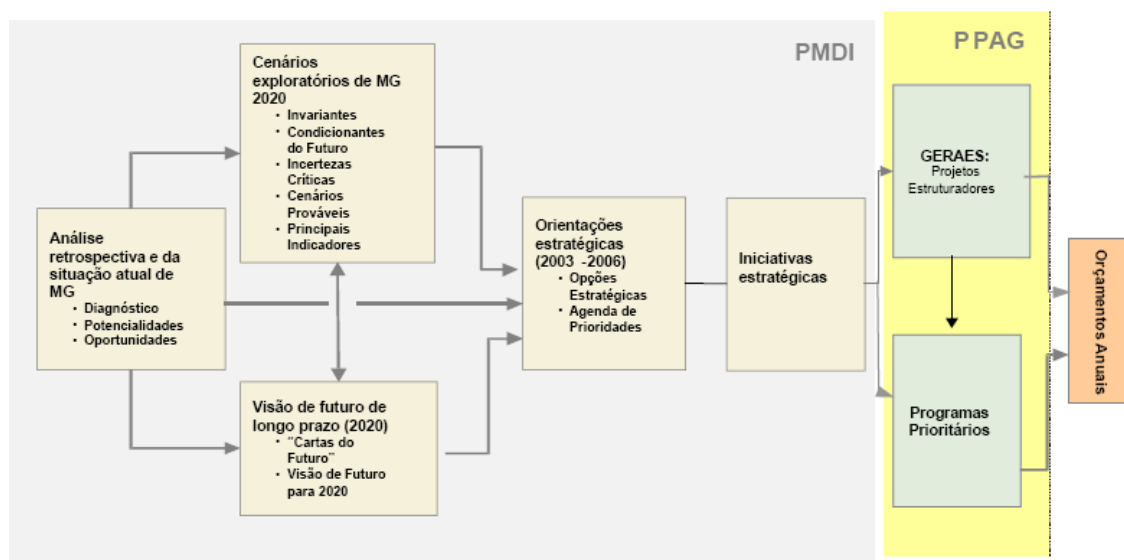 PMDI
PPAG
Cenários
exploratórios de MG
2020
• Invariantes
• Condicionantes
do Futuro
• Incertezas
Críticas
• Cenários
Prováveis
• Principais
Indicadores
Análise
retrospectiva e da
situação atual de
MG
• Diagnóstico
• Potencialidades
• Oportunidades
Visão de futuro de
longo prazo (2020)
• "Cartas do
Futuro"
• Visão de Futuro
para 2020
Orientações
estratégicas
(2003 -2006)
• Opções
Estratégicas
• Agenda de
Prioridades
Iniciativas
estratégicas
GERAES:
Projetos
Estruturadores
Programas
Prioritários
Orçamentos Anuais